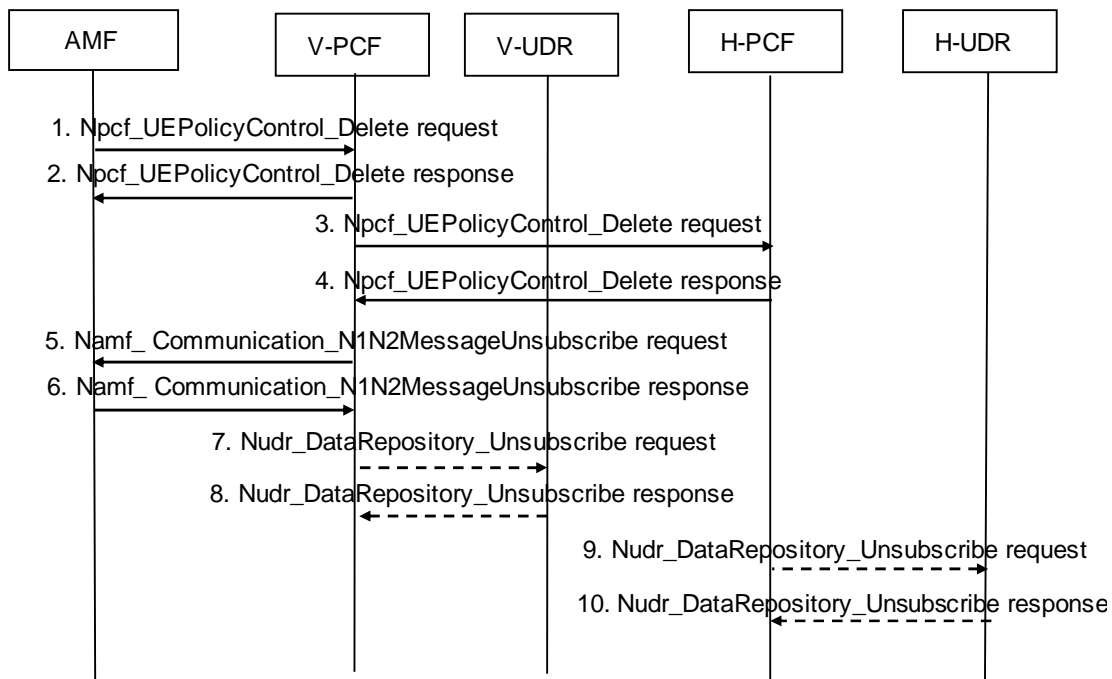 AMF
V-PCF
V-UDR
H-PCF
H-UDR
1. Npcf_UEPolicyControl_Delete request
2. Npcf_UEPolicyControl_Delete response
3. Npcf_UEPolicyControl_Delete request
4. Npcf_UEPolicyControl_Delete response
5. Namf_ Communication_N1N2MessageUnsubscribe request
6. Namf_ Communication_N1N2MessageUnsubscribe response
7. Nudr_DataRepository_Unsubscribe request
8. Nudr_DataRepository_Unsubscribe response
9. Nudr_DataRepository_Unsubscribe request
10. Nudr_DataRepository_Unsubscribe response